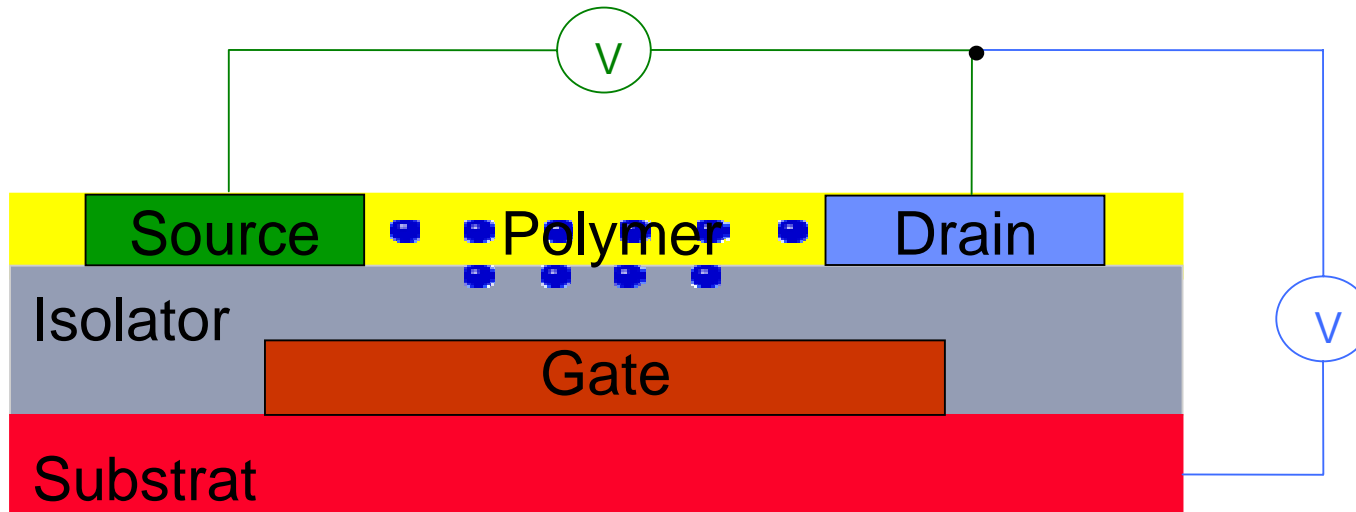 V
Source Polymer Drain
Isolator
V
Gate
Substrat